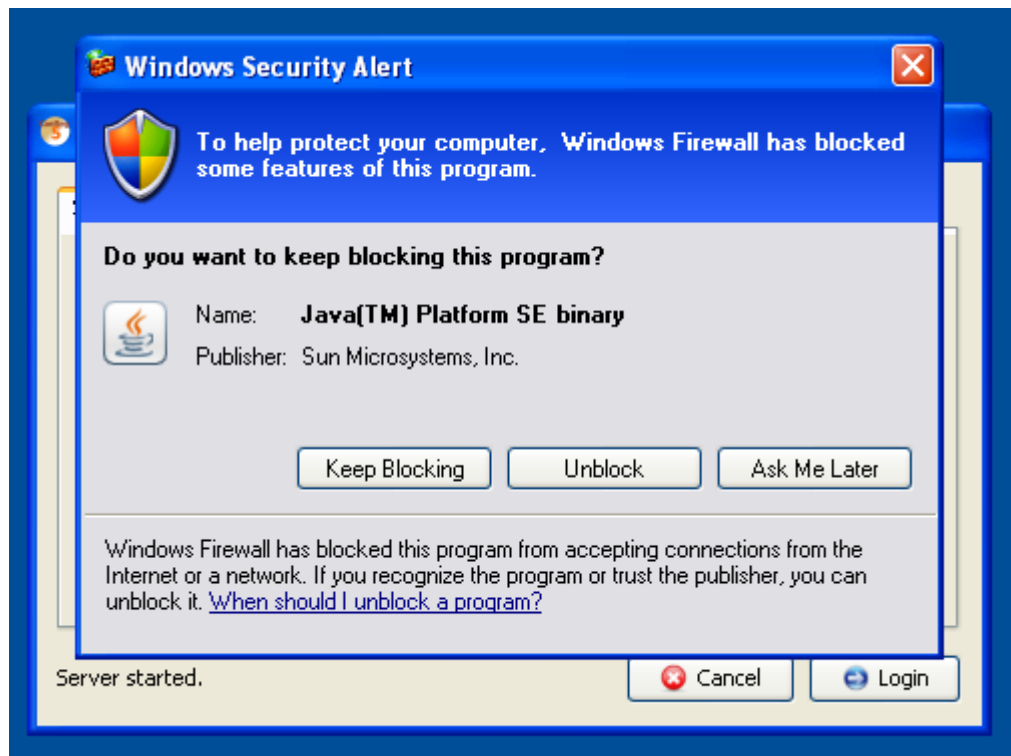 Windows Security Alert
To help protect your computer, Windows Firewall has blocked
some features of this program.
Do you want to keep blocking this program?
Name: Java(TM) Platform SE binary
Publisher: Sun Microsystems, Inc.
Keep Blocking Unblock Ask Me Later
Windows Firewall has blocked this program from accepting connections from the
Internet or a network. If you recognize the program or trust the publisher, you can
unblock it. When should I unblock a program?
Server started. Cancel Login